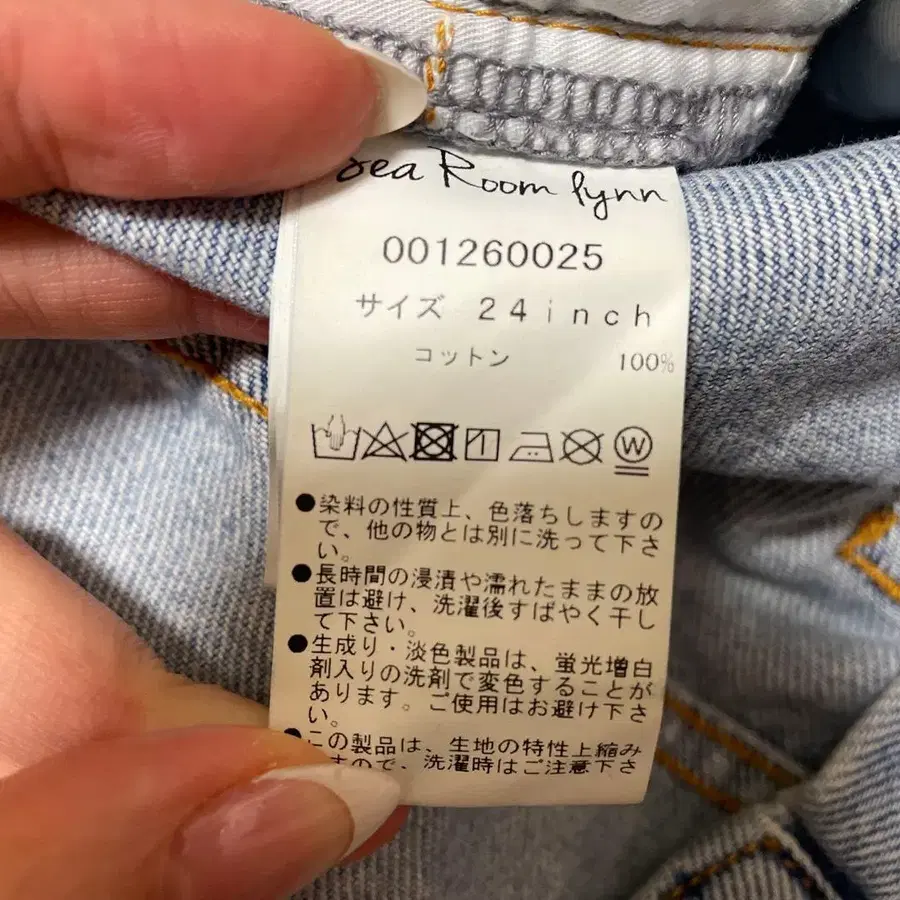 Sea Room lynn
001260025
サイズ 24inch
コットン 100%
W
●染料の性質上、色落ちしますの
で、他の物とは別に洗って下さ
い。
●長時間の浸漬や濡れたままの放
置は避け、洗濯後すばやく干し
て下さい。
●生成り・淡色製品は、蛍光増白
剤入りの洗剤で変色することが
あります。ご使用はお避け下さ
い。
●この製品は、生地の特性上縮み
ますので、洗濯時はご注意下さ